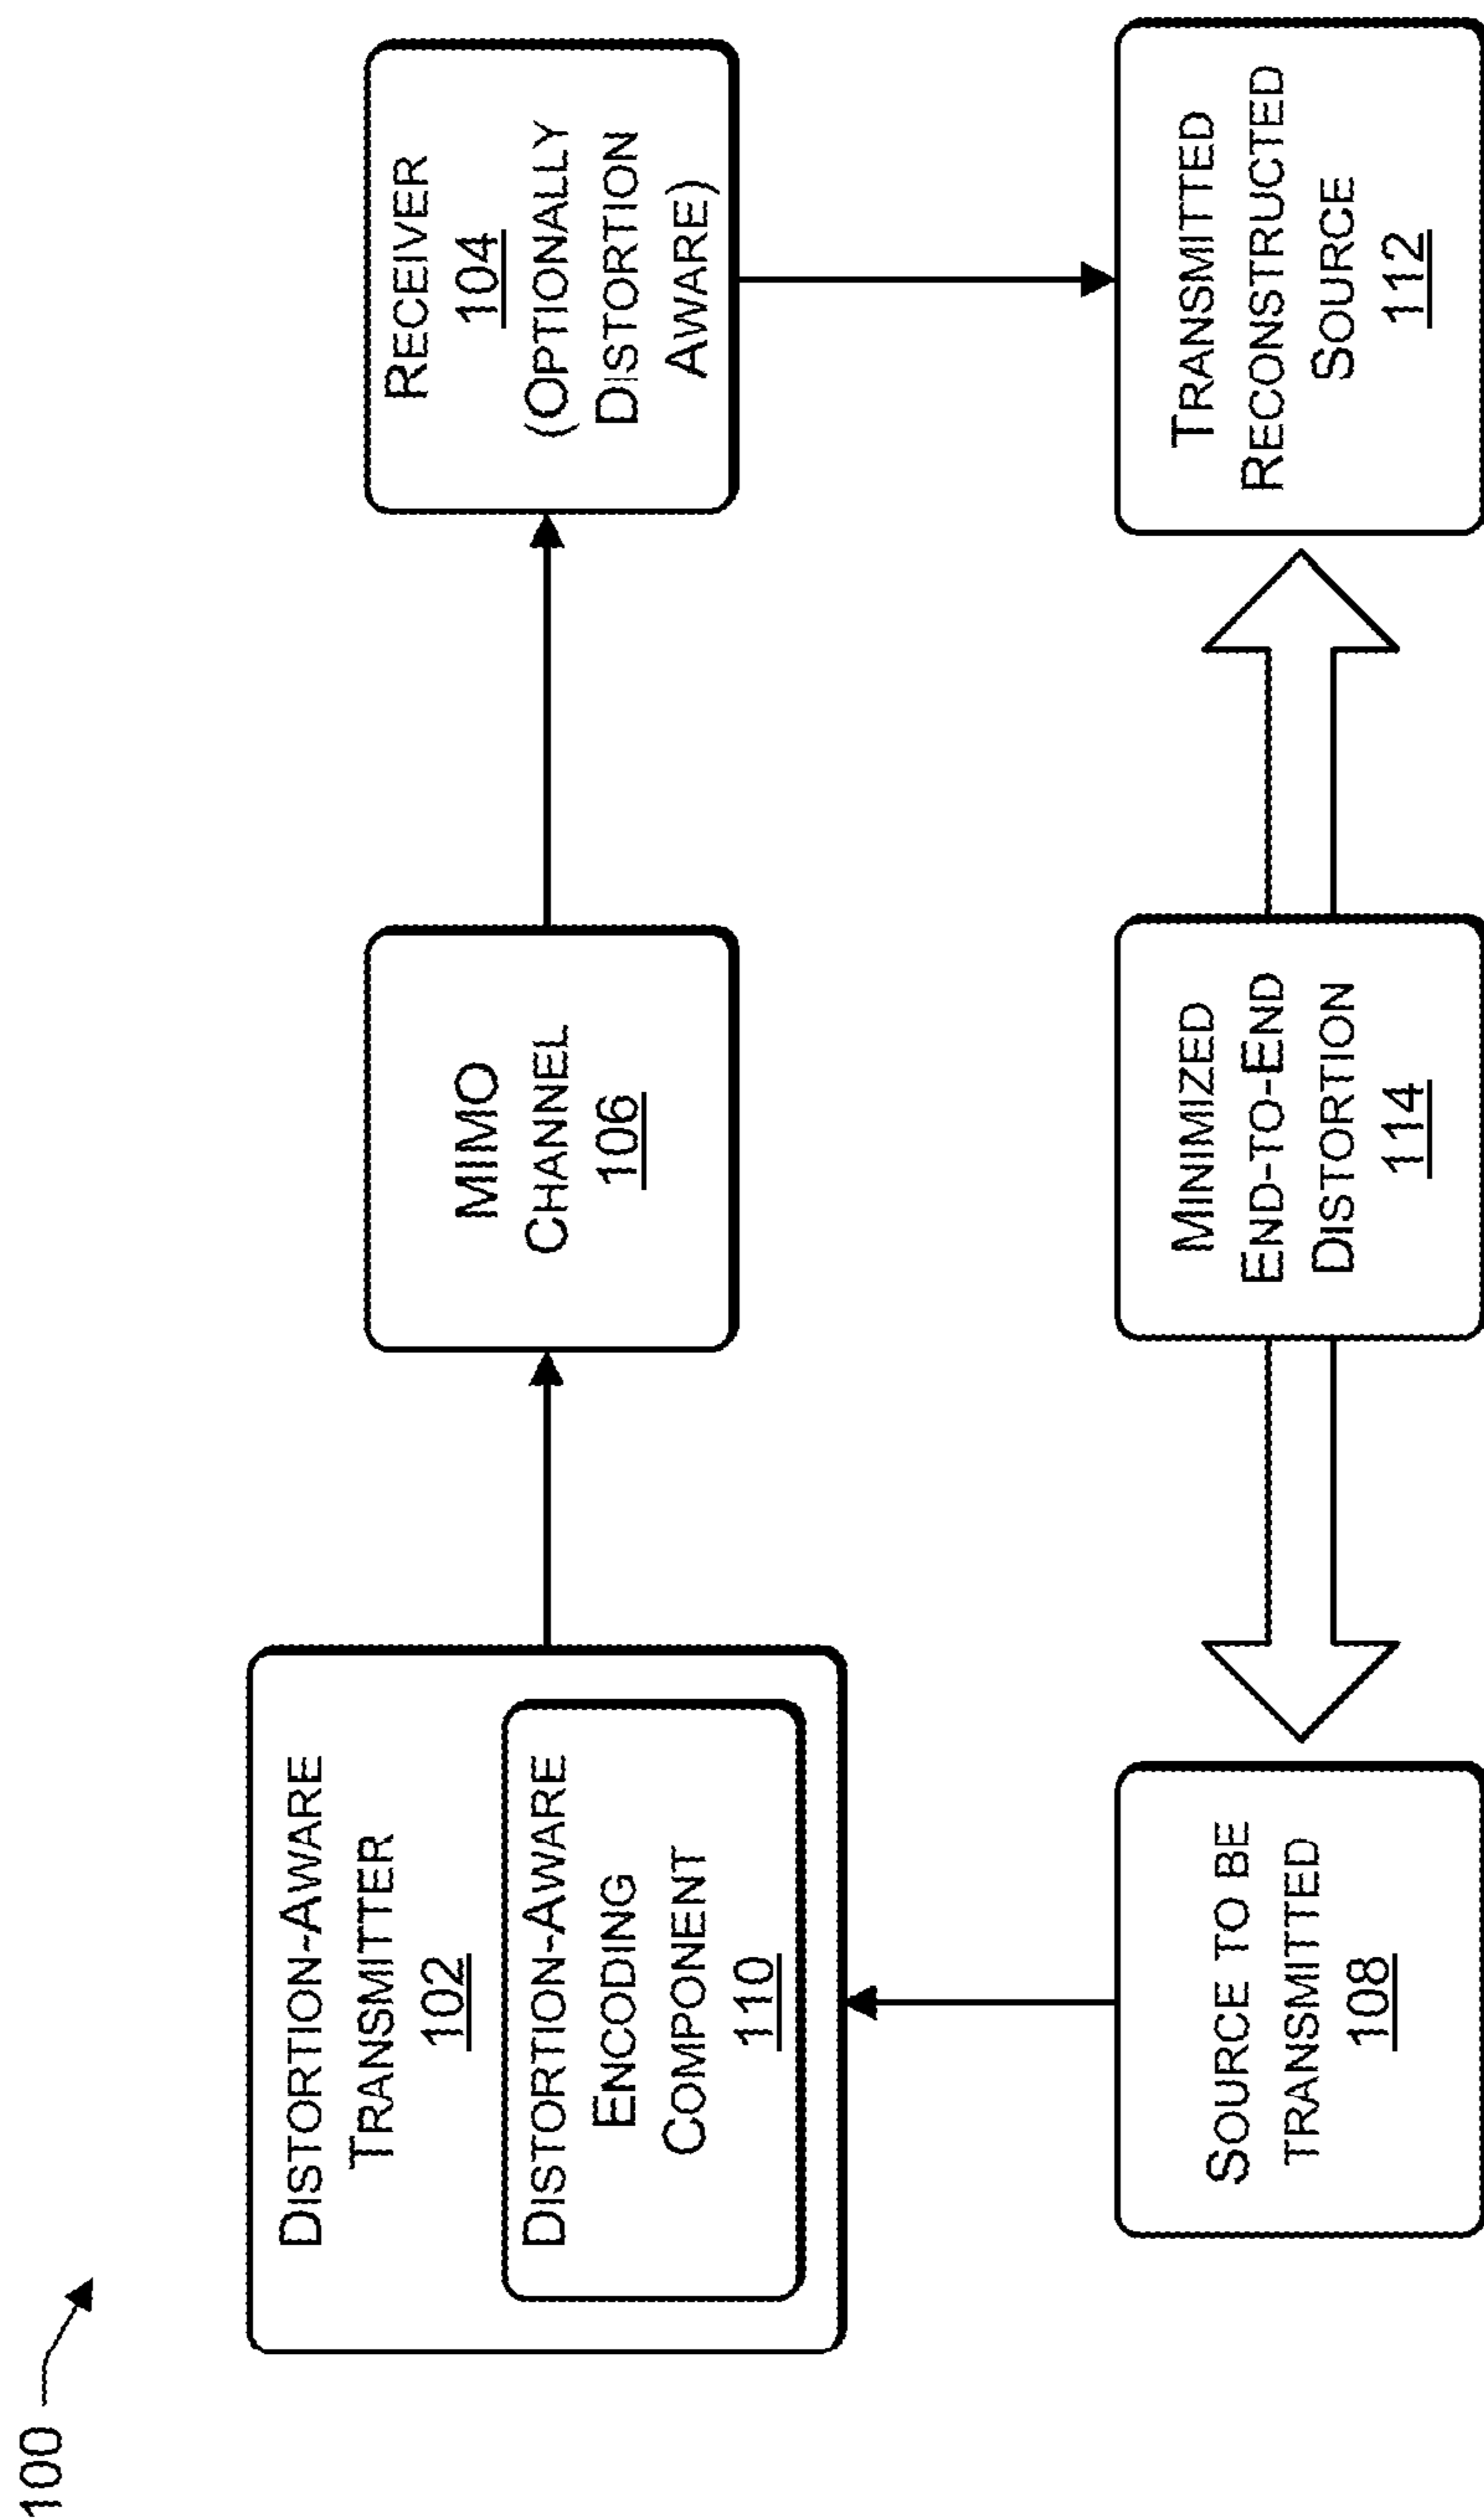 100
DISTORTION-AWARE
TRANSMITTER
102
DISTORTION-AWARE
ENCODING
COMPONENT
110
MIMO
CHANNEL
106
RECEIVER
104
(OPTIONALLY
DISTORTION
AWARE)
SOURCE TO BE
TRANSMITTED
108
MINIMIZED
END-TO-END
DISTORTION
114
TRANSMITTED
RECONSTRUCTED
SOURCE
112